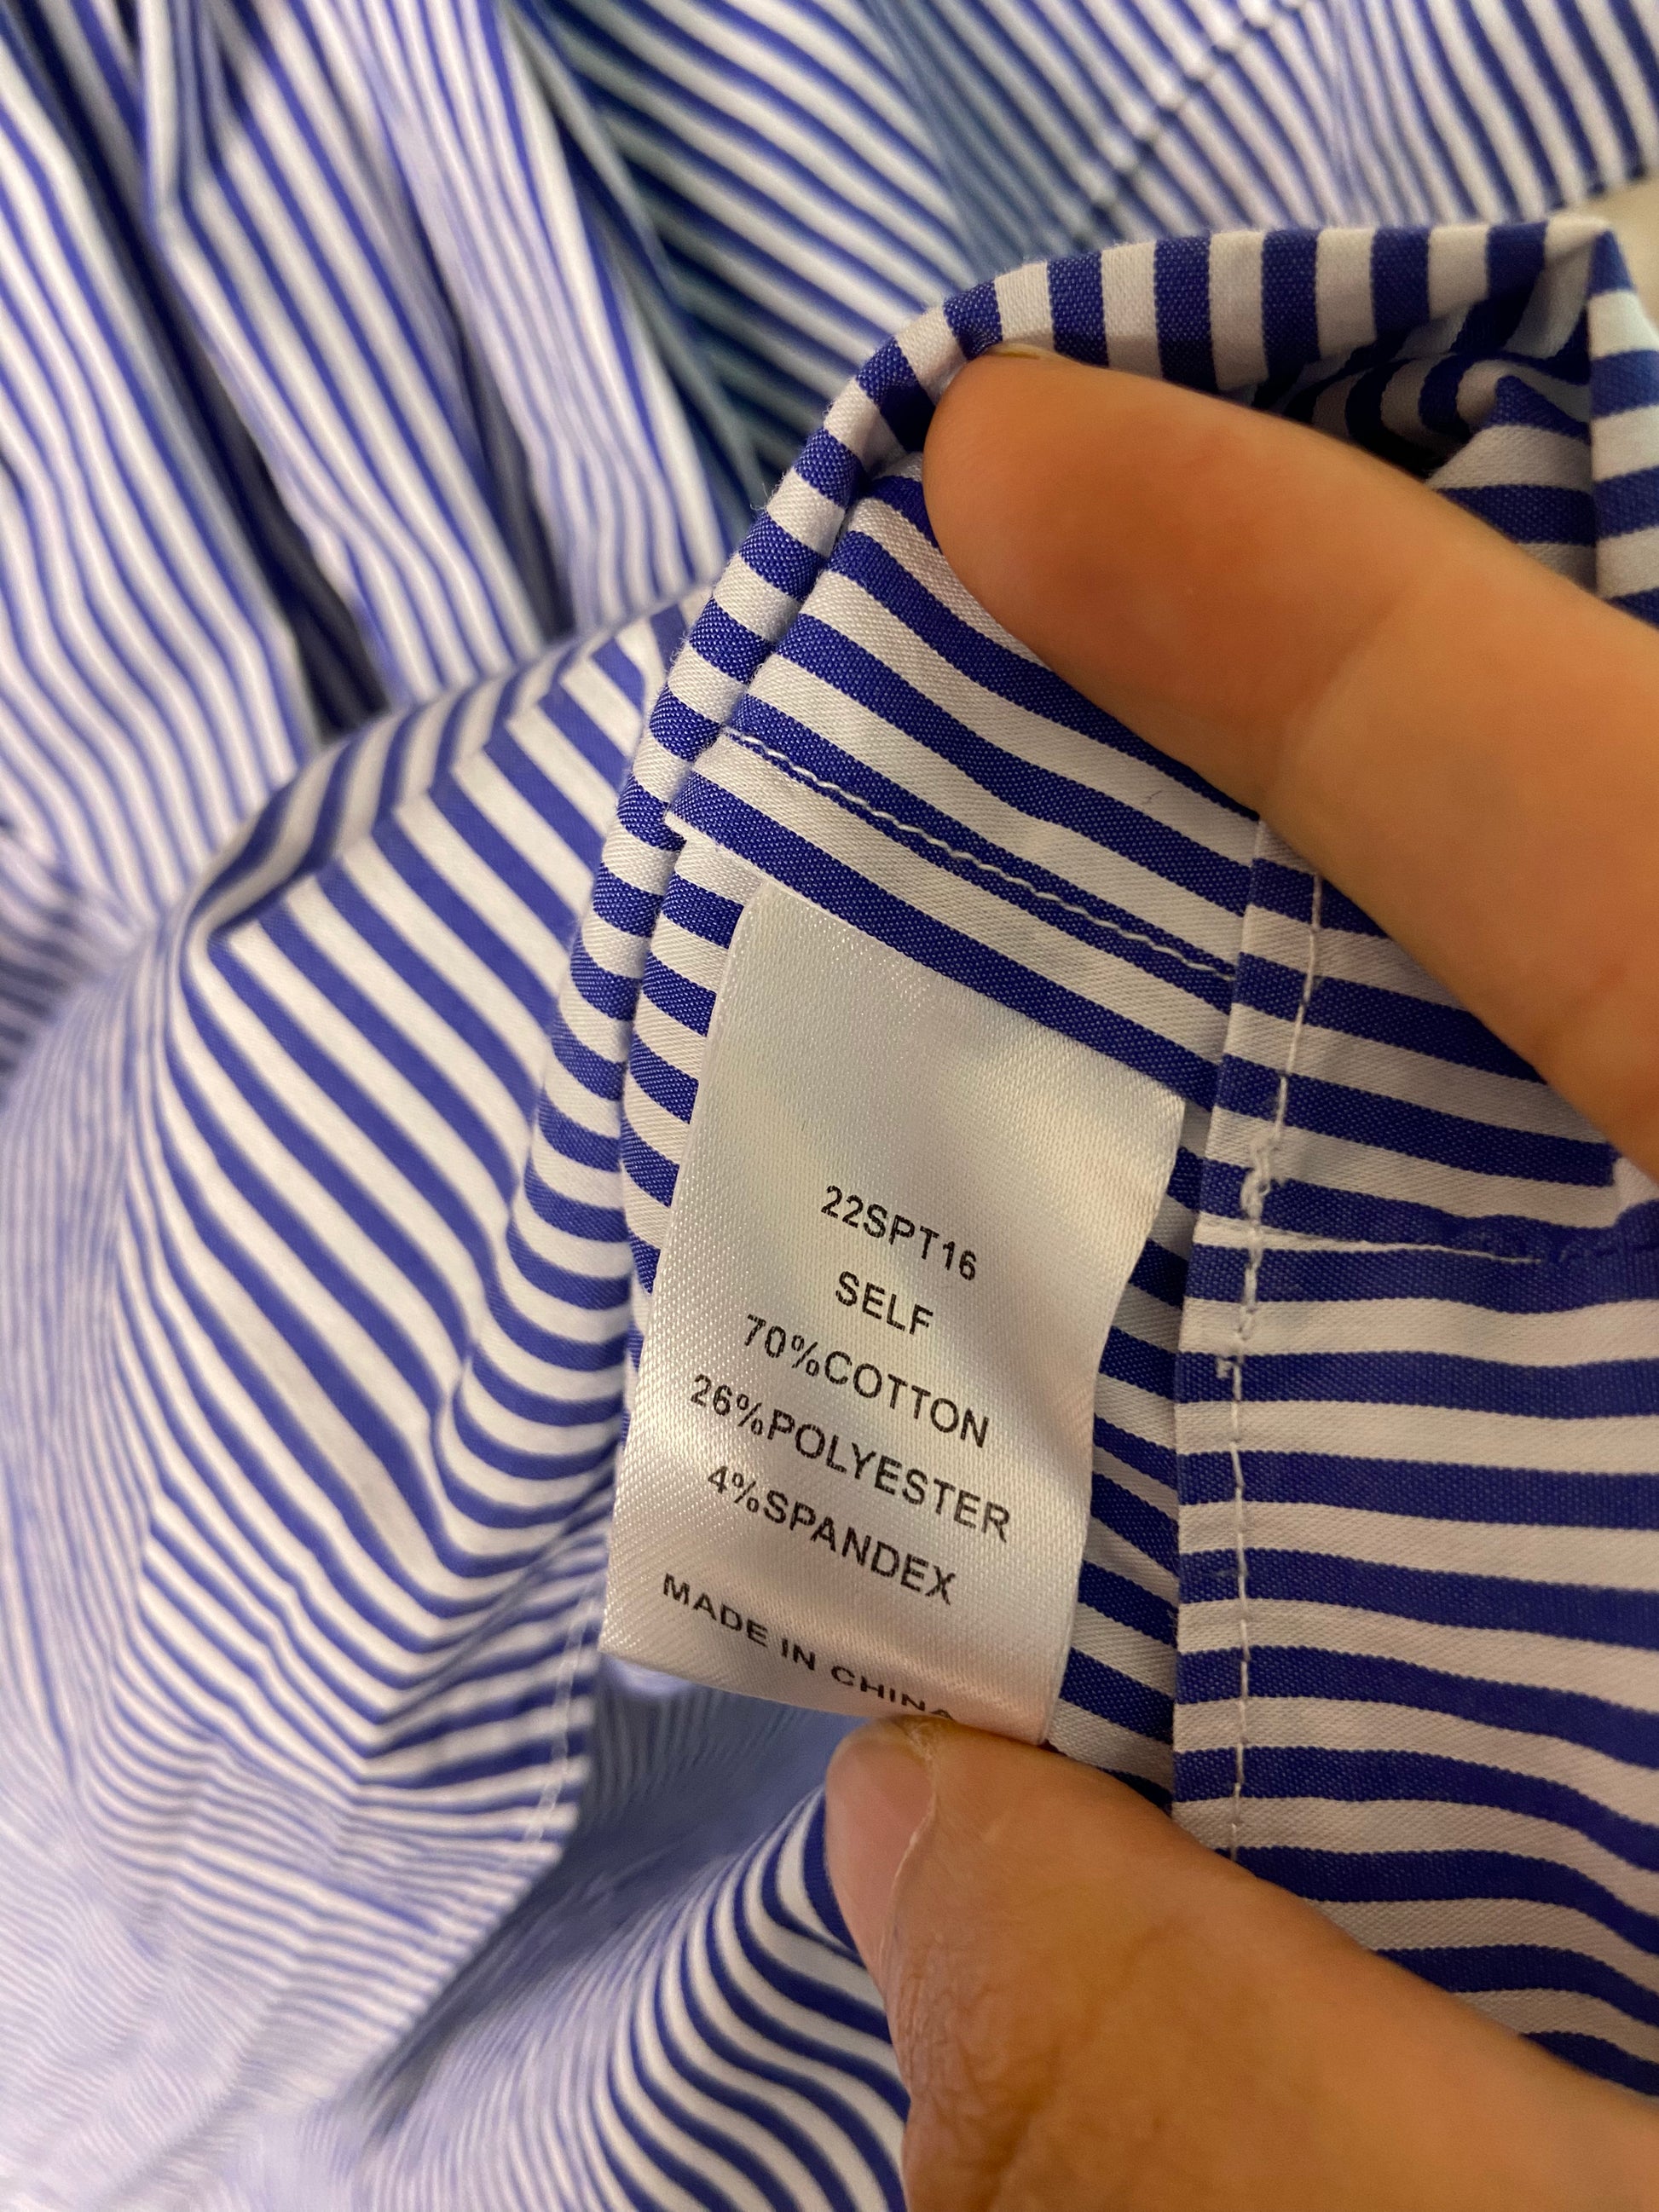 22SPT16
SELF
70%COTTON
26%POLYESTER
4%SPANDEX
MADE IN CHINA